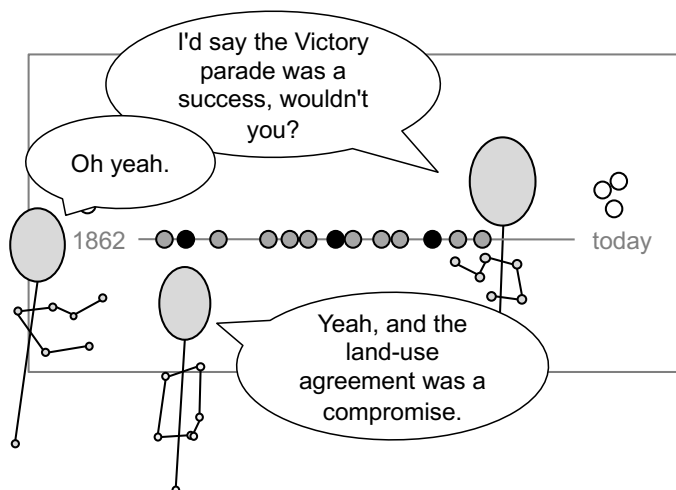 I'd say the Victory
parade was a
success, wouldn't
you?
Oh yeah.
1862
today
Yeah, and the
land-use
agreement was a
compromise.